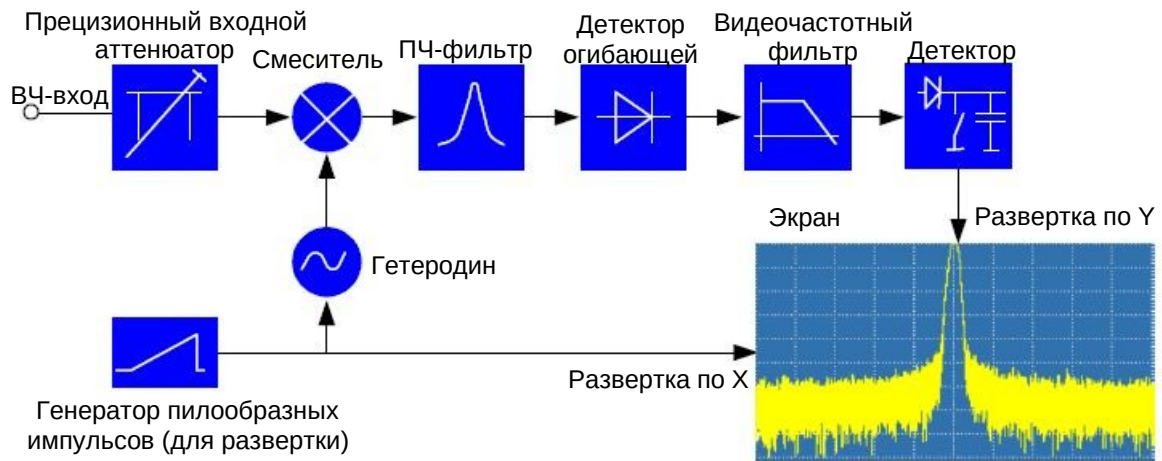 Прецизионный входной
аттенюатор
Смеситель
ПЧ-фильтр
Детектор
огибающей
Видеочастотный
фильтр
Детектор
ВЧ-вход
Гетеродин
Экран
Развертка по Y
Развертка по X
Генератор пилообразных
импульсов (для развертки)